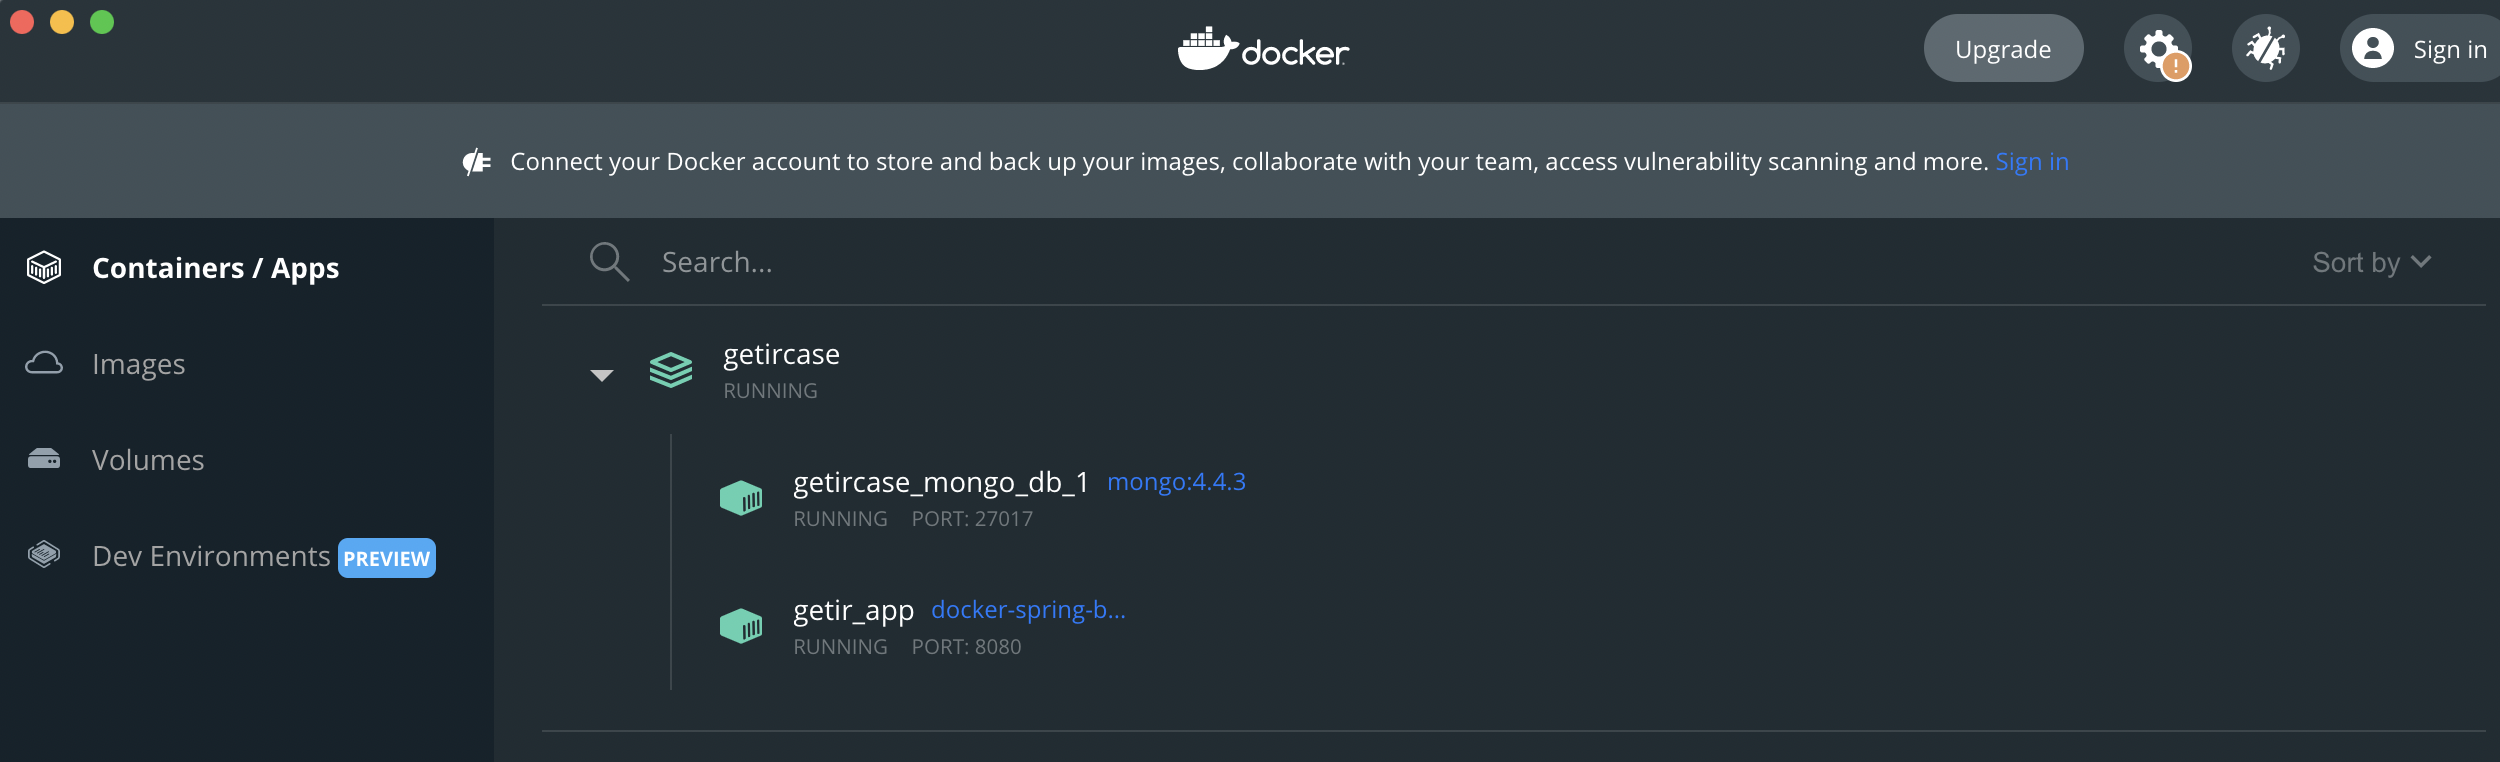 docker
Upgrade
Sign in
Connect your Docker account to store and back up your images, collaborate with your team, access vulnerability scanning and more. Sign in
Containers / Apps
Images
Volumes
Dev Environments PREVIEW
Search...
Sort by
getircase
RUNNING
getircase_mongo_db_1 mongo:4.4.3
RUNNING PORT: 27017
getir_app docker-spring-b...
RUNNING PORT: 8080